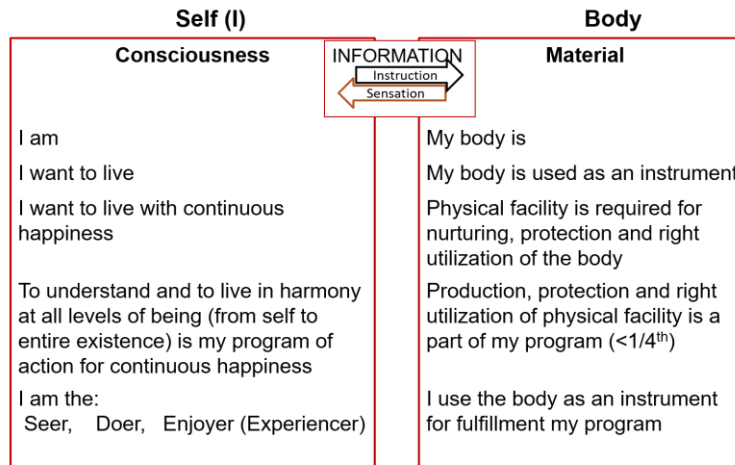 Self (I)
Body
Consciousness
INFORMATION
Instruction
Sensation
Material
I am
My body is
I want to live
My body is used as an instrument
I want to live with continuous
happiness
Physical facility is required for
nurturing, protection and right
utilization of the body
To understand and to live in harmony
at all levels of being (from self to
entire existence) is my program of
action for continuous happiness
Production, protection and right
utilization of physical facility is a
part of my program (<1/4th)
I am the:
Seer, Doer, Enjoyer (Experiencer)
I use the body as an instrument
for fulfillment my program